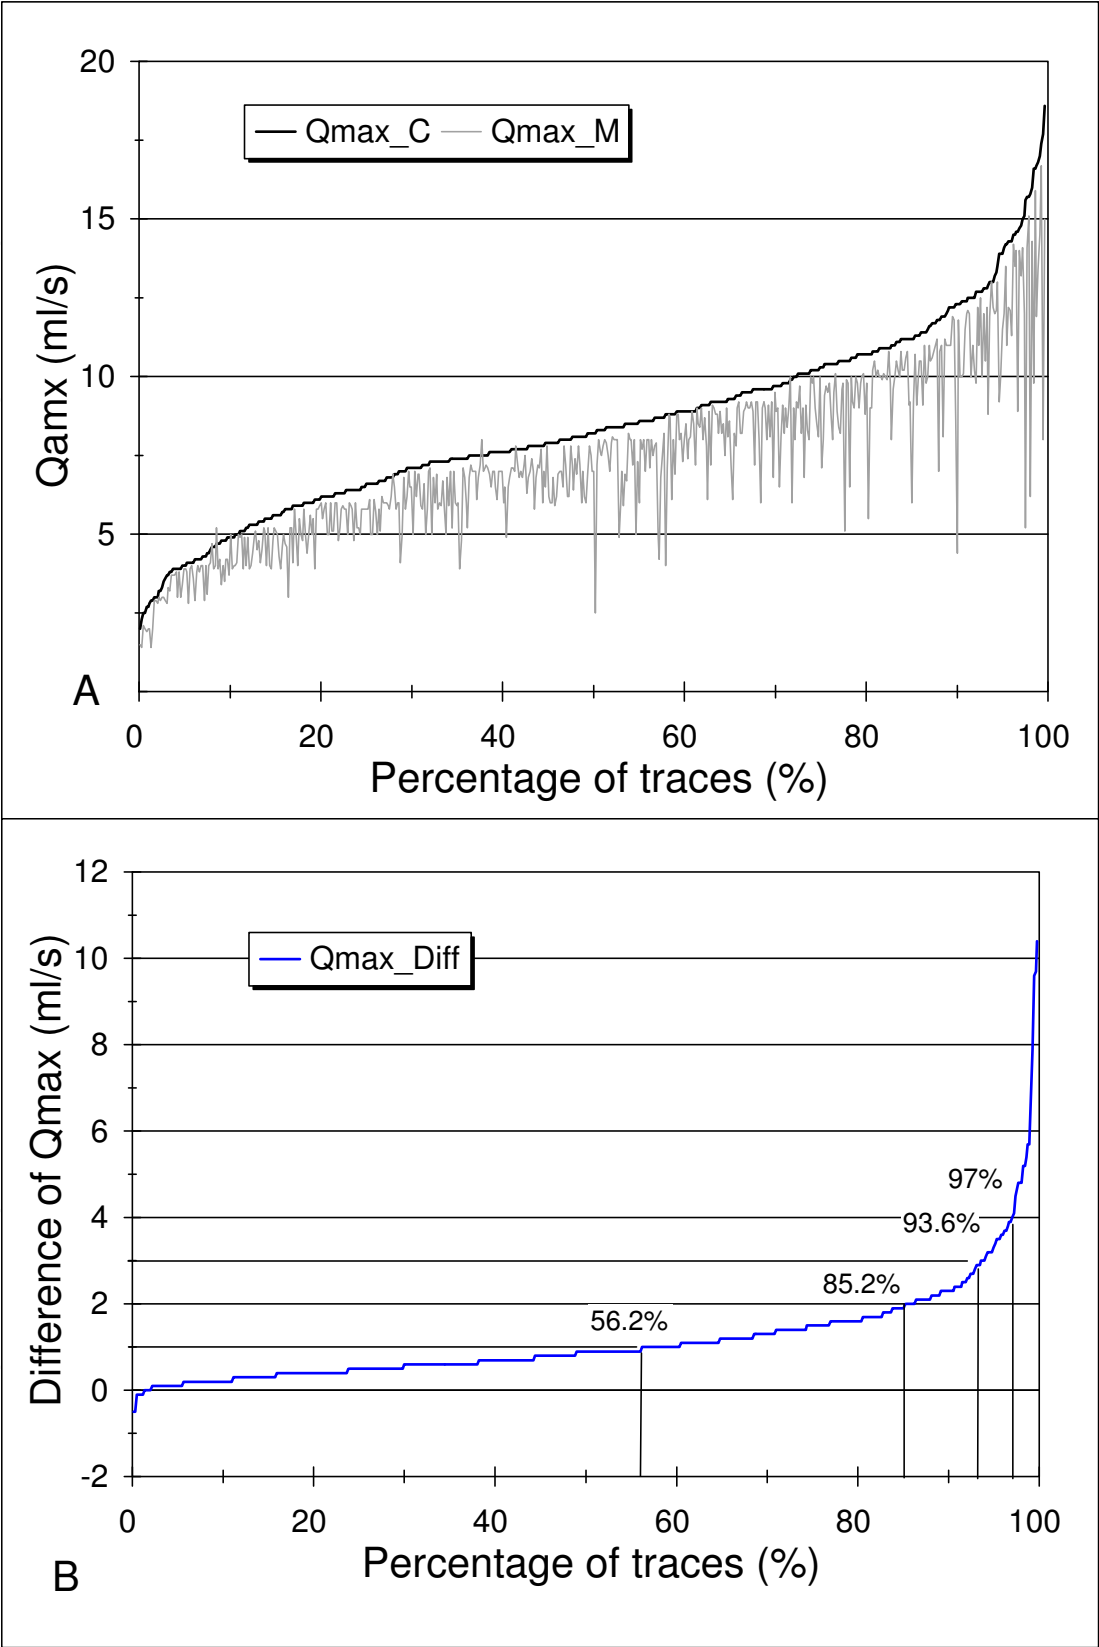 20
Qmax_C Qmax_M
15
10
5
Qamx (ml/s)
A
0 20 40 60 80 100
Percentage of traces (%)
12
Qmax_Diff
10
8
6
97%
4
93.6%
85.2%
2
56.2%
0
-2
Difference of Qmax (ml/s)
0 20 40 60 80 100
Percentage of traces (%)
B